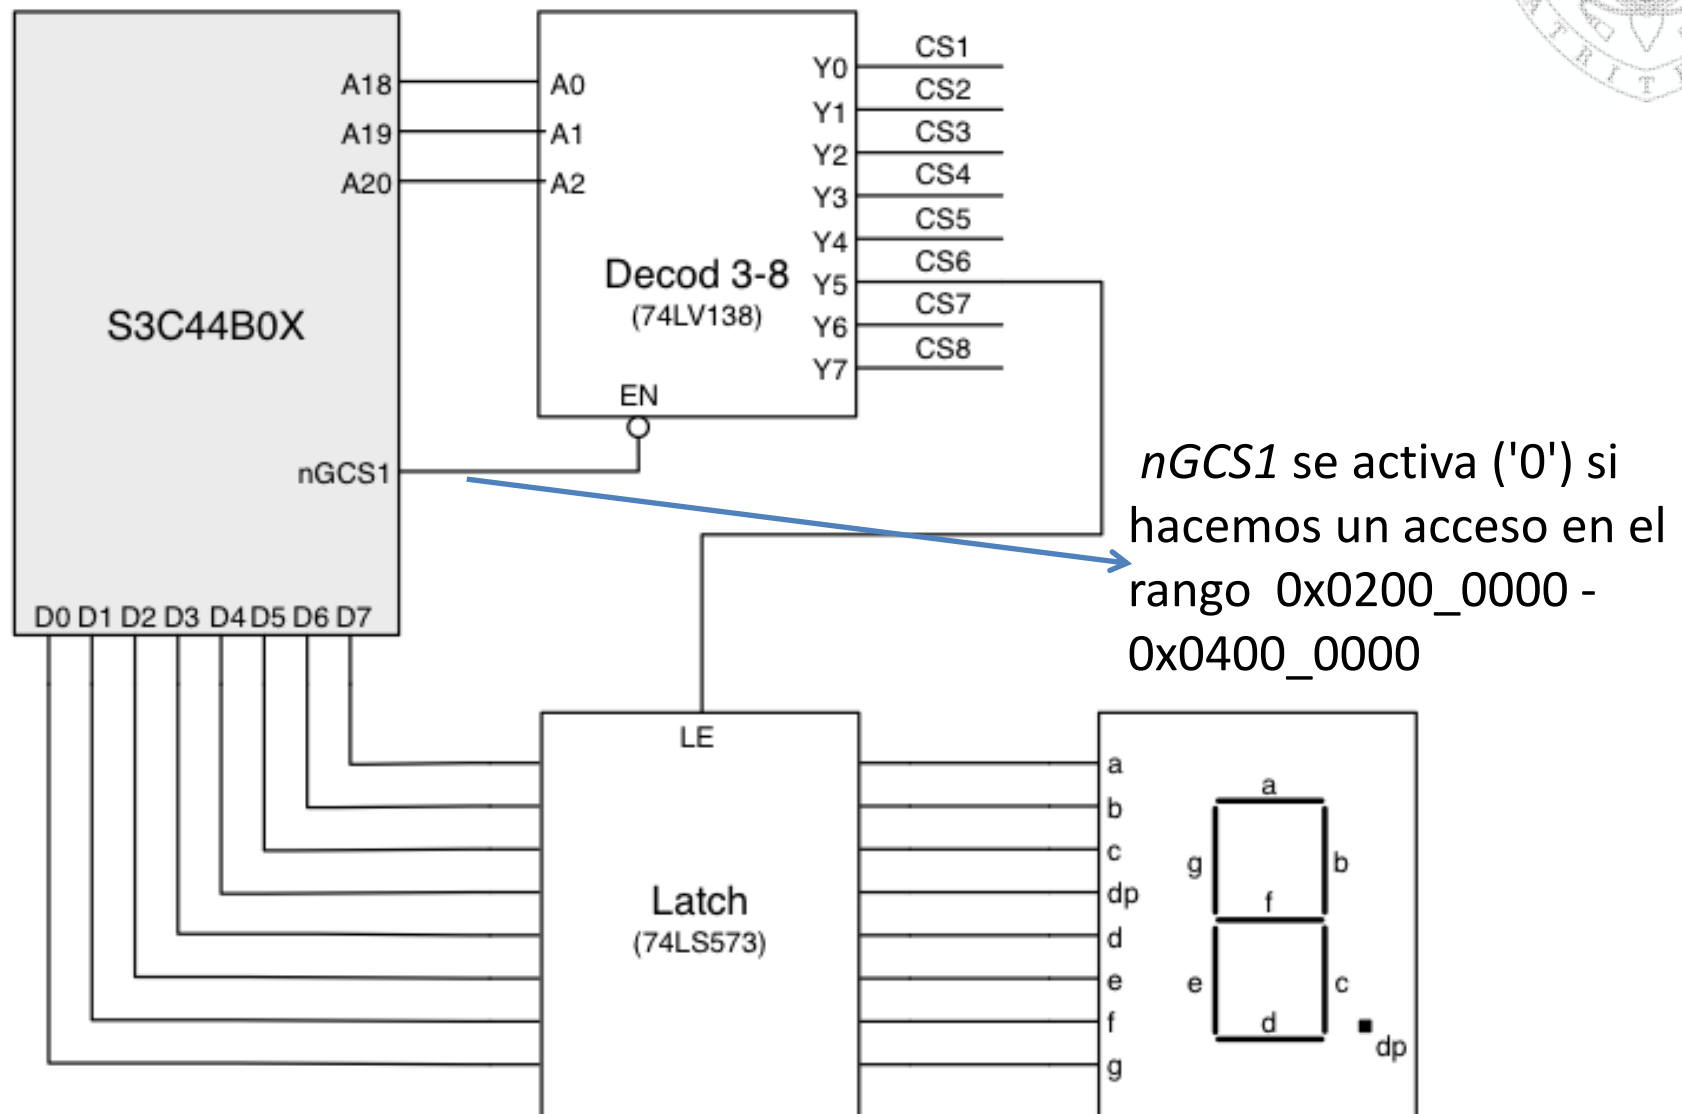 A18
A19
A20
S3C44B0X
nGCS1
D0 D1 D2 D3 D4 D5 D6 D7
A0
A1
A2
Decod 3-8
(74LV138)
EN
Y0
Y1
Y2
Y3
Y4
Y5
Y6
Y7
CS1
CS2
CS3
CS4
CS5
CS6
CS7
CS8
nGCS1 se activa ('0') si
hacemos un acceso en el
rango 0x0200_0000 -
0x0400_0000
LE
Latch
(74LS573)
a
b
c
dp
d
e
f
g
a
g
b
f
e
c
d
dp